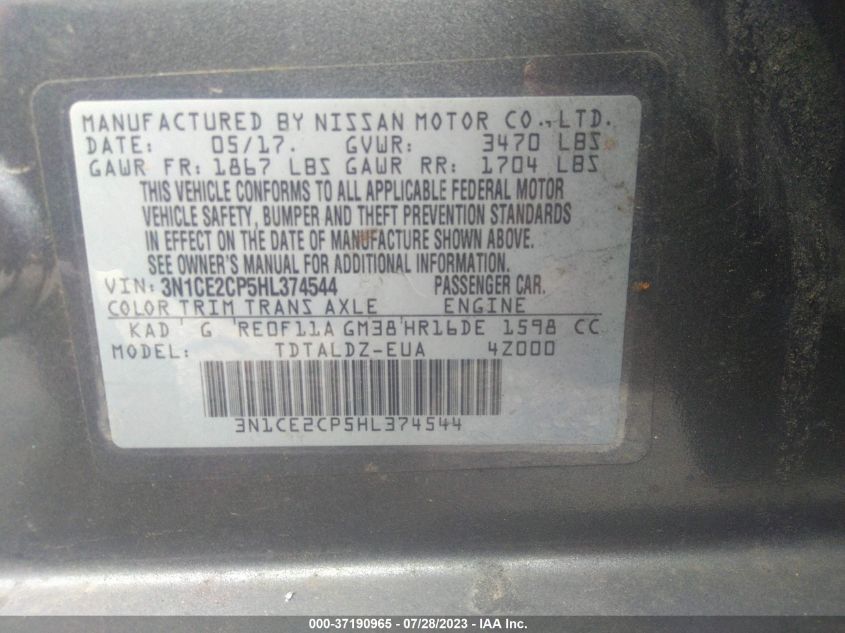 MANUFACTURED BY NISSAN MOTOR CO.,LTD.
DATE: 05/17. GVWR: 3470 LBS
GAWR FR: 1867 LBS GAWR RR: 1704 LBS
THIS VEHICLE CONFORMS TO ALL APPLICABLE FEDERAL MOTOR
VEHICLE SAFETY, BUMPER AND THEFT PREVENTION STANDARDS
IN EFFECT ON THE DATE OF MANUFACTURE SHOWN ABOVE.
SEE OWNER'S MANUAL FOR ADDITIONAL INFORMATION.
VIN: 3N1CE2CP5HL374544 PASSENGER CAR.
COLOR TRIM TRANS AXLE ENGINE
KAD G RE0F11A GM38 HR16DE 1598 CC
MODEL: TDTALDZ-EUA 4Z000
3N1CE2CP5HL374544
000-37190965 - 07/28/2023 - IAA Inc.